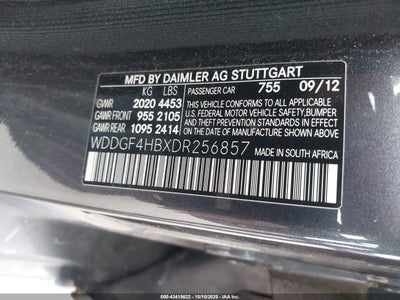 MFD BY DAIMLER AG STUTTGART
KG LBS PASSENGER CAR 755 09/12
GVWR 2020 4453
GAWR FRONT 955 2105
GAWR REAR 1095 2414
THIS VEHICLE CONFORMS TO ALL
APPLICABLE
U.S. FEDERAL MOTOR VEHICLE SAFETY, BUMPER
AND THEFT PREVENTION STANDARDS
IN EFFECT ON THE DATE OF
MANUFACTURE SHOWN ABOVE.
WDDGF4HBXDR256857
MADE IN
SOUTH AFRICA
ID: 000-43418622 - 10/10/2025 - IAA, Inc.